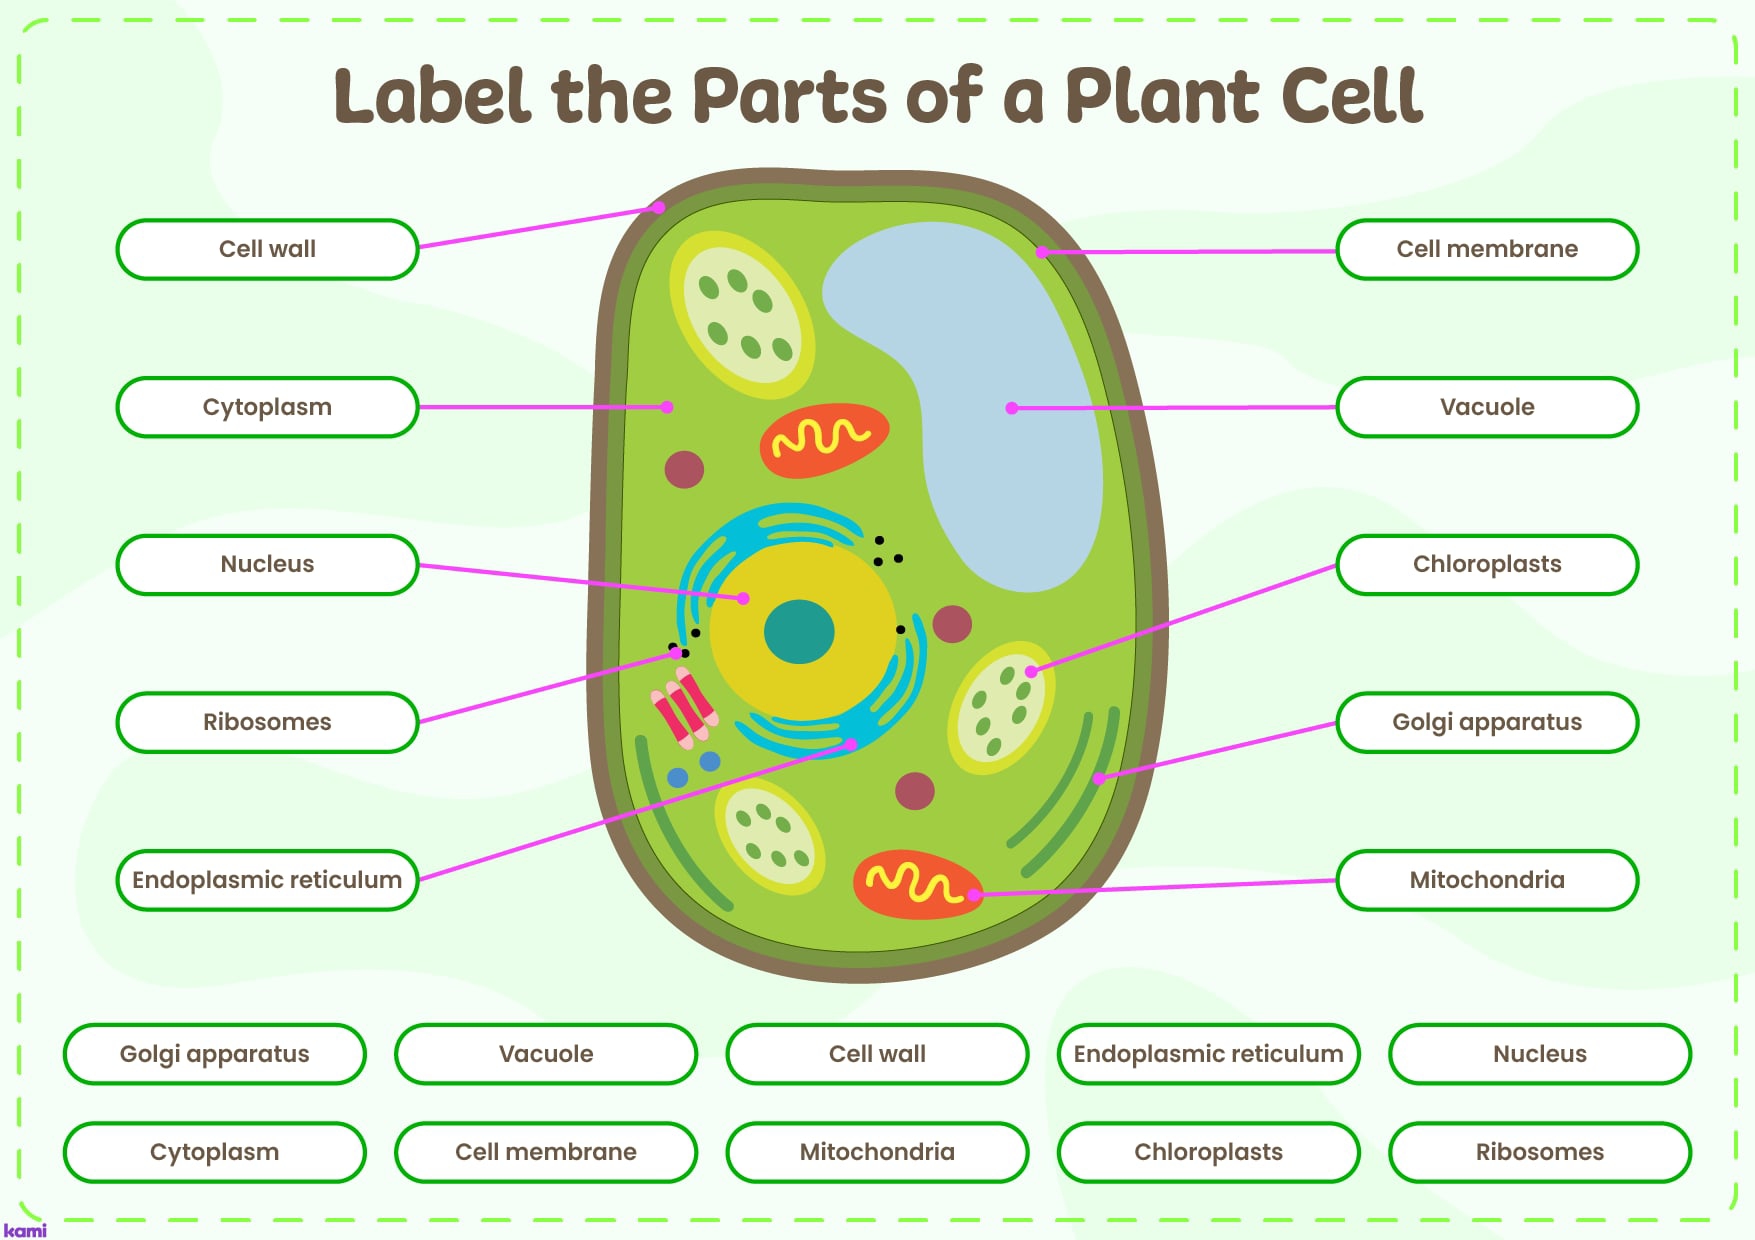 Label the Parts of a Plant Cell
Cell wall
Cell membrane
Cytoplasm
Vacuole
Nucleus
Chloroplasts
Ribosomes
Golgi apparatus
Endoplasmic reticulum
Mitochondria
Golgi apparatus
Vacuole
Cell wall
Endoplasmic reticulum
Nucleus
Cytoplasm
Cell membrane
Mitochondria
Chloroplasts
Ribosomes
kami